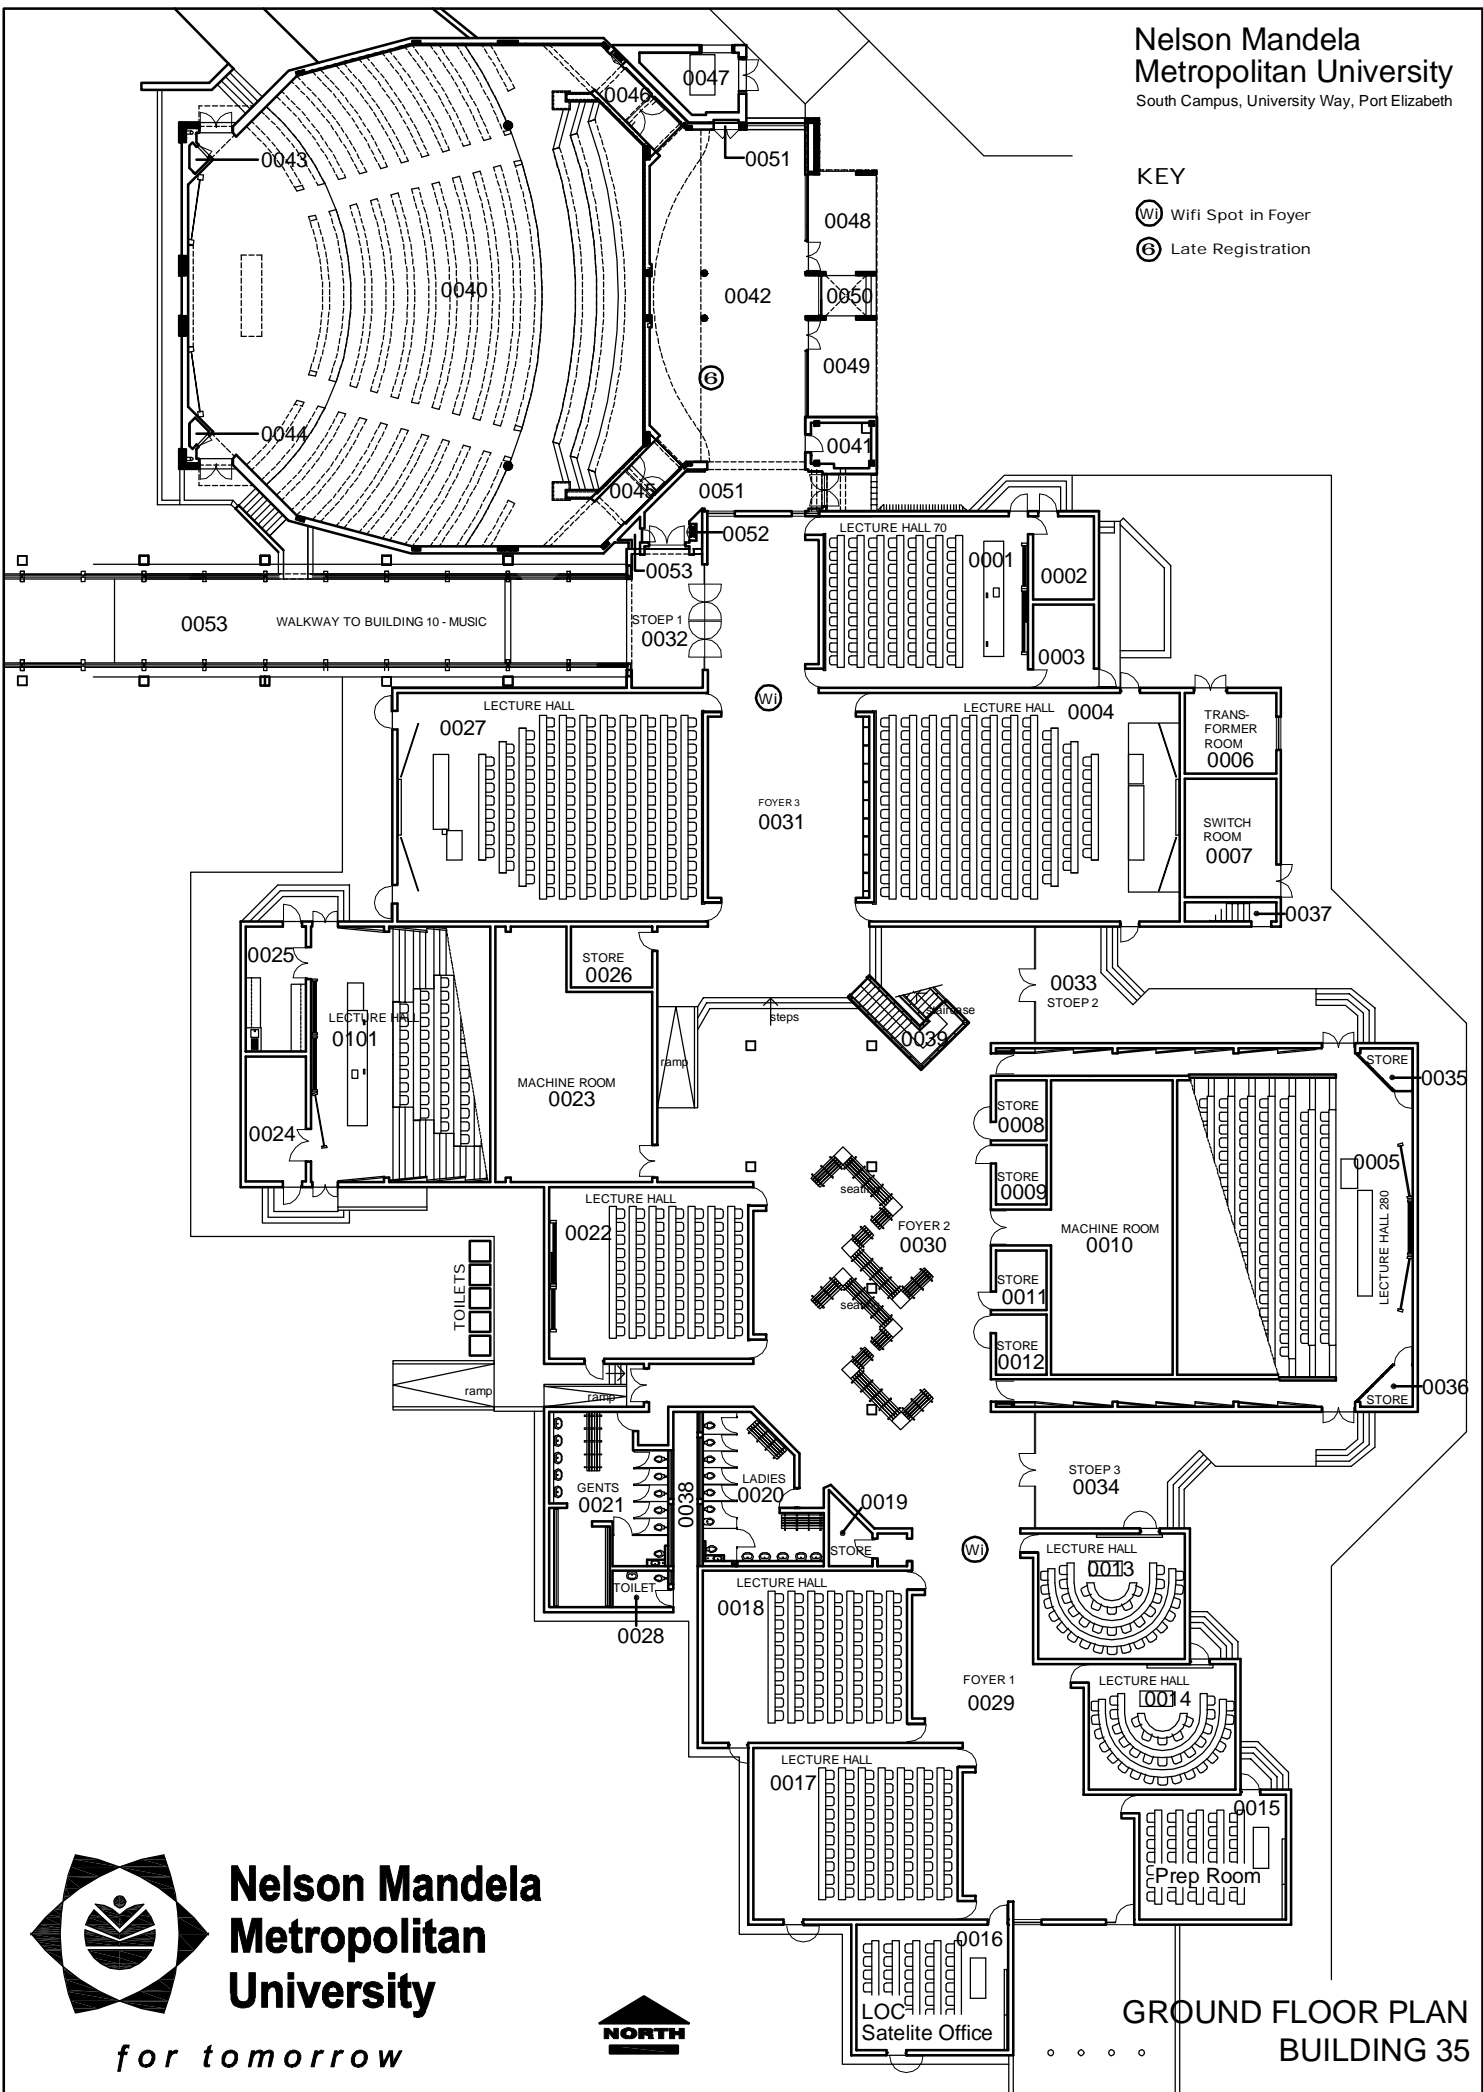 Nelson Mandela
Metropolitan University
South Campus, University Way, Port Elizabeth
KEY
Wi Wifi Spot in Foyer
6 Late Registration
0047
0046
0043
0051
0048
0040
0042
0050
0049
6
0044
0041
0045
0051
0052
0053
LECTURE HALL 70
0001
0002
0003
0053
WALKWAY TO BUILDING 10 - MUSIC
STOEP 1
0032
Wi
LECTURE HALL
0027
LECTURE HALL
0004
TRANS-
FORMER
ROOM
0006
FOYER 3
0031
SWITCH
ROOM
0007
0037
0025
STORE
0026
LECTURE HALL
0101
0033
STOEP 2
steps
staircase
0039
ramp
MACHINE ROOM
0023
STORE
0035
STORE
0008
0024
0005
LECTURE HALL 280
STORE
0009
seating
LECTURE HALL
0022
FOYER 2
0030
MACHINE ROOM
0010
TOILETS
STORE
0011
seating
STORE
0012
ramp
ramp
0036
STORE
GENTS
0021
0038
LADIES
0020
0019
STORE
STOEP 3
0034
Wi
LECTURE HALL
0013
TOILET
0028
LECTURE HALL
0018
FOYER 1
0029
LECTURE HALL
0014
LECTURE HALL
0017
0015
Prep Room
0016
LOC
Satelite Office
Nelson Mandela
Metropolitan
University
for tomorrow
NORTH
GROUND FLOOR PLAN
BUILDING 35